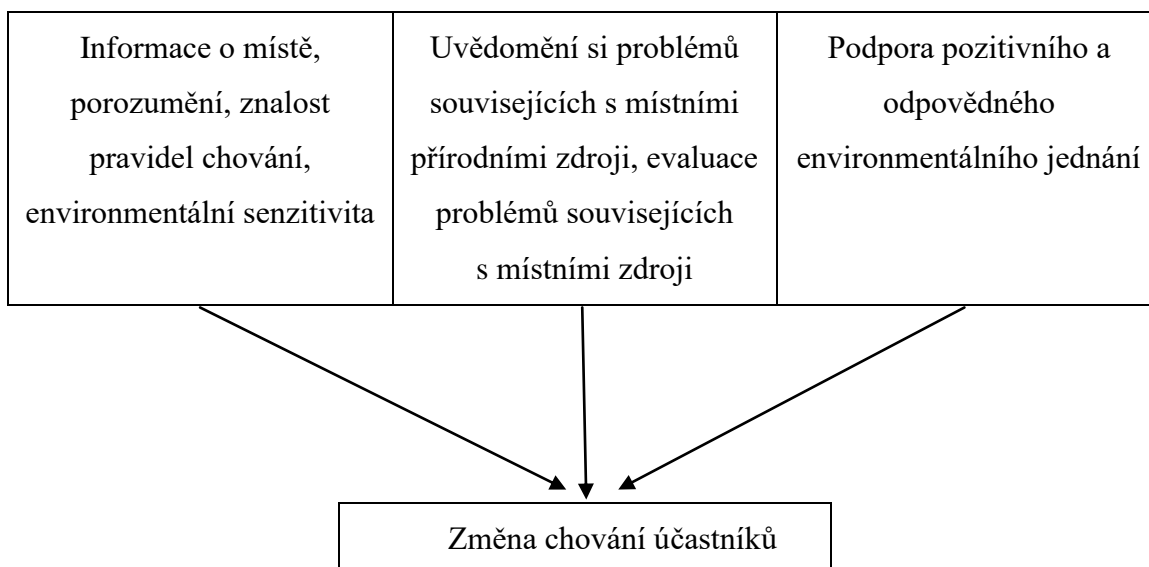 Informace o místě,
porozumění, znalost
pravidel chování,
environmentální senzitivita
Uvědomění si problémů
souvisejících s místními
přírodními zdroji, evaluace
problémů souvisejících
s místními zdroji
Podpora pozitivního a
odpovědného
environmentálního jednání
Změna chování účastníků